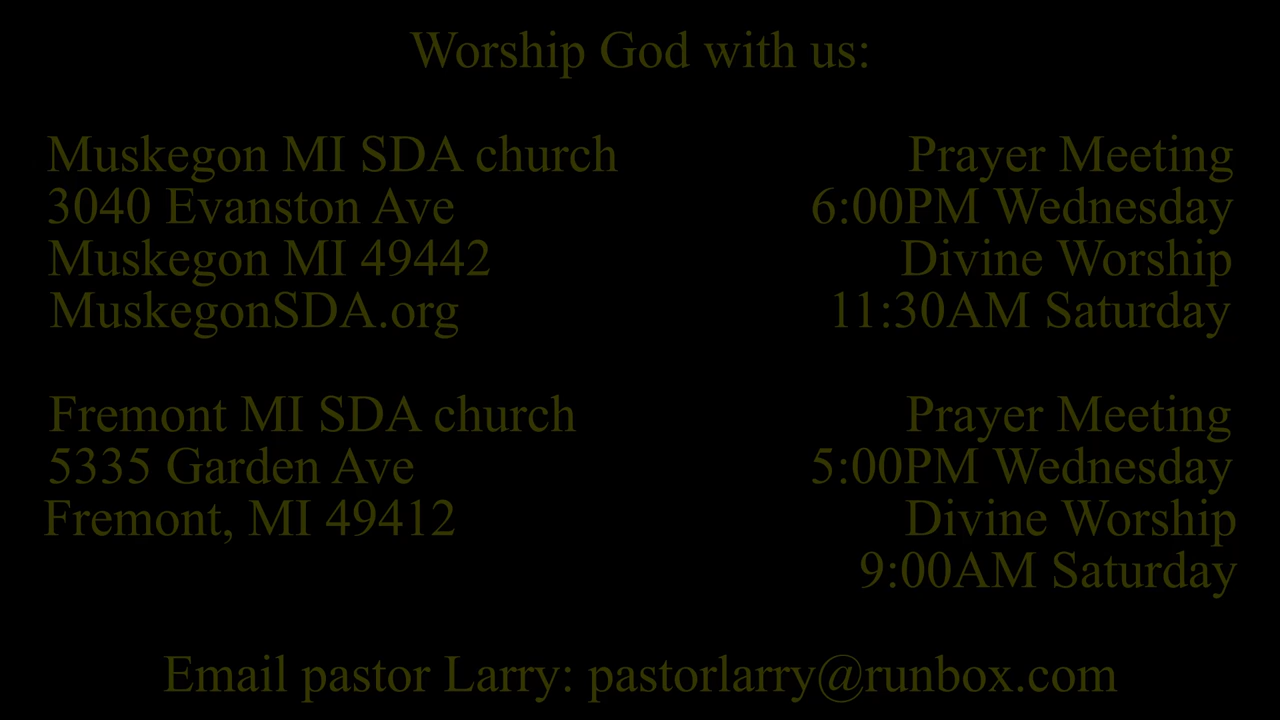 Worship God with us:
Muskegon MI SDA church
3040 Evanston Ave
Muskegon MI 49442
MuskegonSDA.org
Prayer Meeting
6:00PM Wednesday
Divine Worship
11:30AM Saturday
Fremont MI SDA church
5335 Garden Ave
Fremont, MI 49412
Prayer Meeting
5:00PM Wednesday
Divine Worship
9:00AM Saturday
Email pastor Larry: pastorlarry@runbox.com